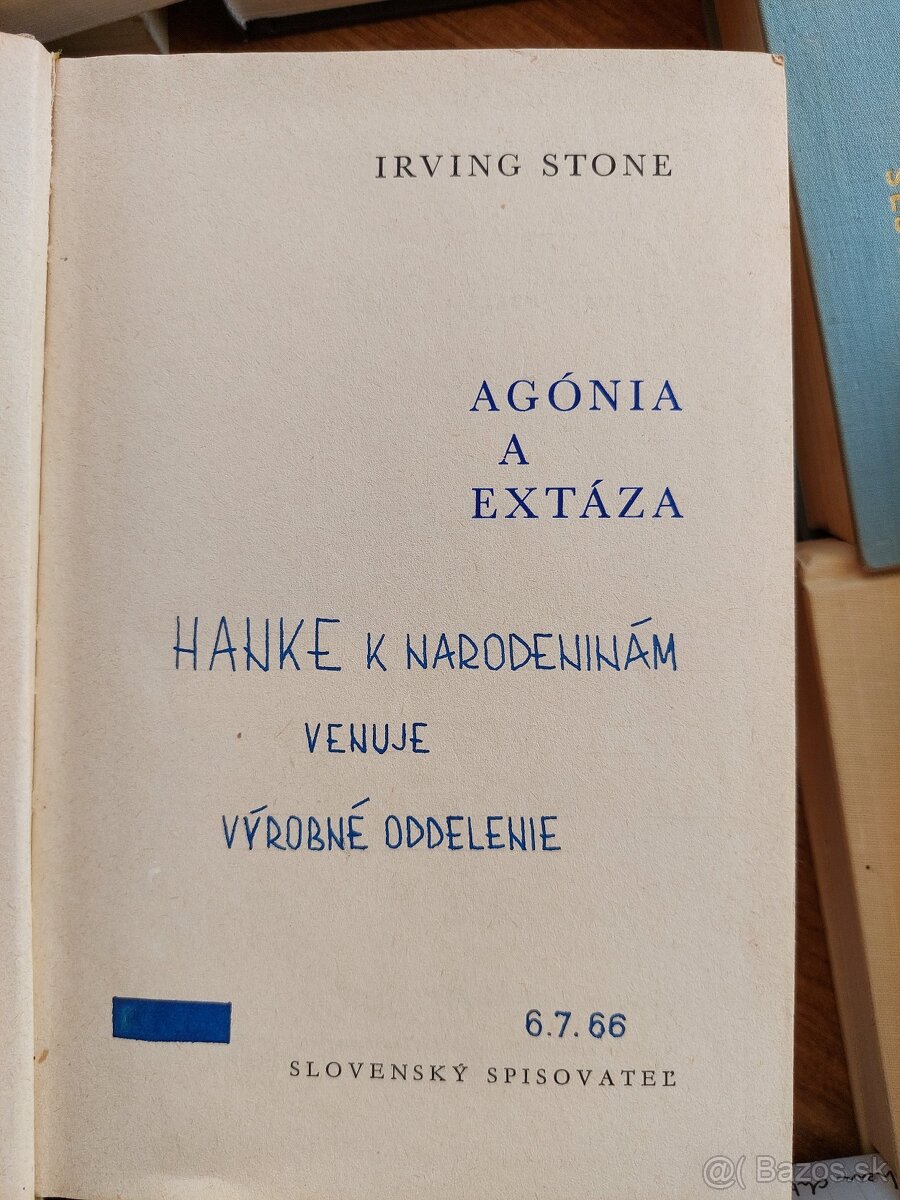 IRVING STONE
AGÓNIA
A
EXTÁZA
HANKE K NARODENINÁM
VENUJE
VÝROBNÉ ODDELENIE
6.7.66
SLOVENSKÝ SPISOVATEĽ
@( Bazos.sk